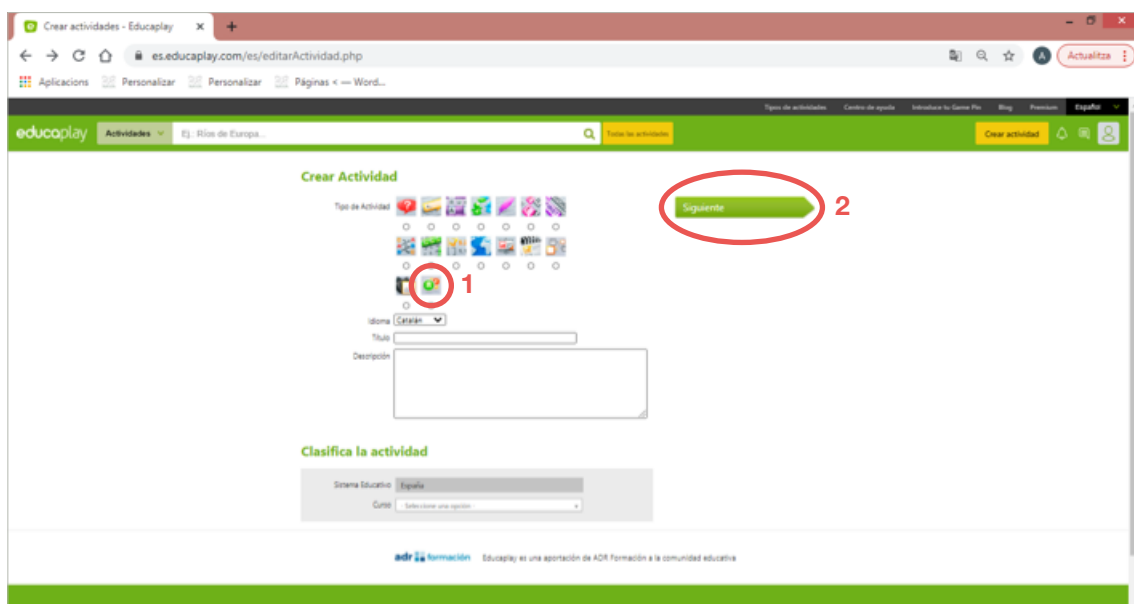 Crear actividades - Educaplay
es.educaplay.com/es/editarActividad.php
A
Actualitza
Aplicacions Personalizar Personalizar Páginas < — Word...
Tipos de actividades Centro de ayuda Introduce tu Game Pin Blog Premium Español
educaplay Actividades Ej.: Ríos de Europa... Todas las actividades Crear actividad
Crear Actividad
Tipo de Actividad
Siguiente
2
1
Idioma Catalán
Título
Descripción
Clasifica la actividad
Sistema Educativo España
Curso - Seleccione una opción -
adr formación Educaplay es una aportación de ADR Formación a la comunidad educativa